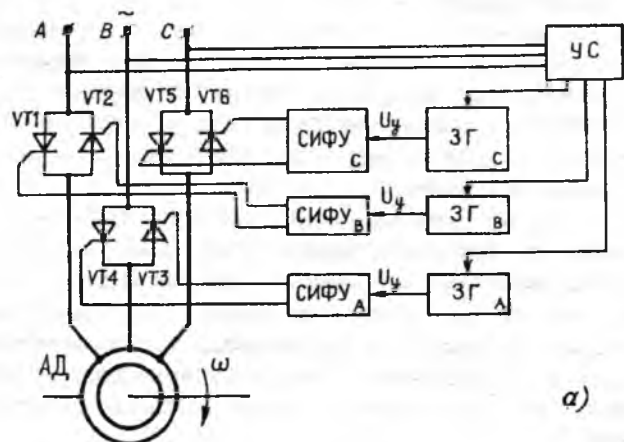 A B ~ C
УС
VT1 VT2 VT5 VT6
СИФУ C
Uу
ЗГ C
СИФУ B
Uу
ЗГ B
VT4 VT3
СИФУ A
Uу
ЗГ A
АД
ω
а)